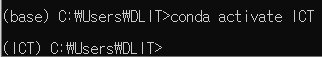 (base) C:₩Users₩DLIT>conda activate ICT
(ICT) C:₩Users₩DLIT>